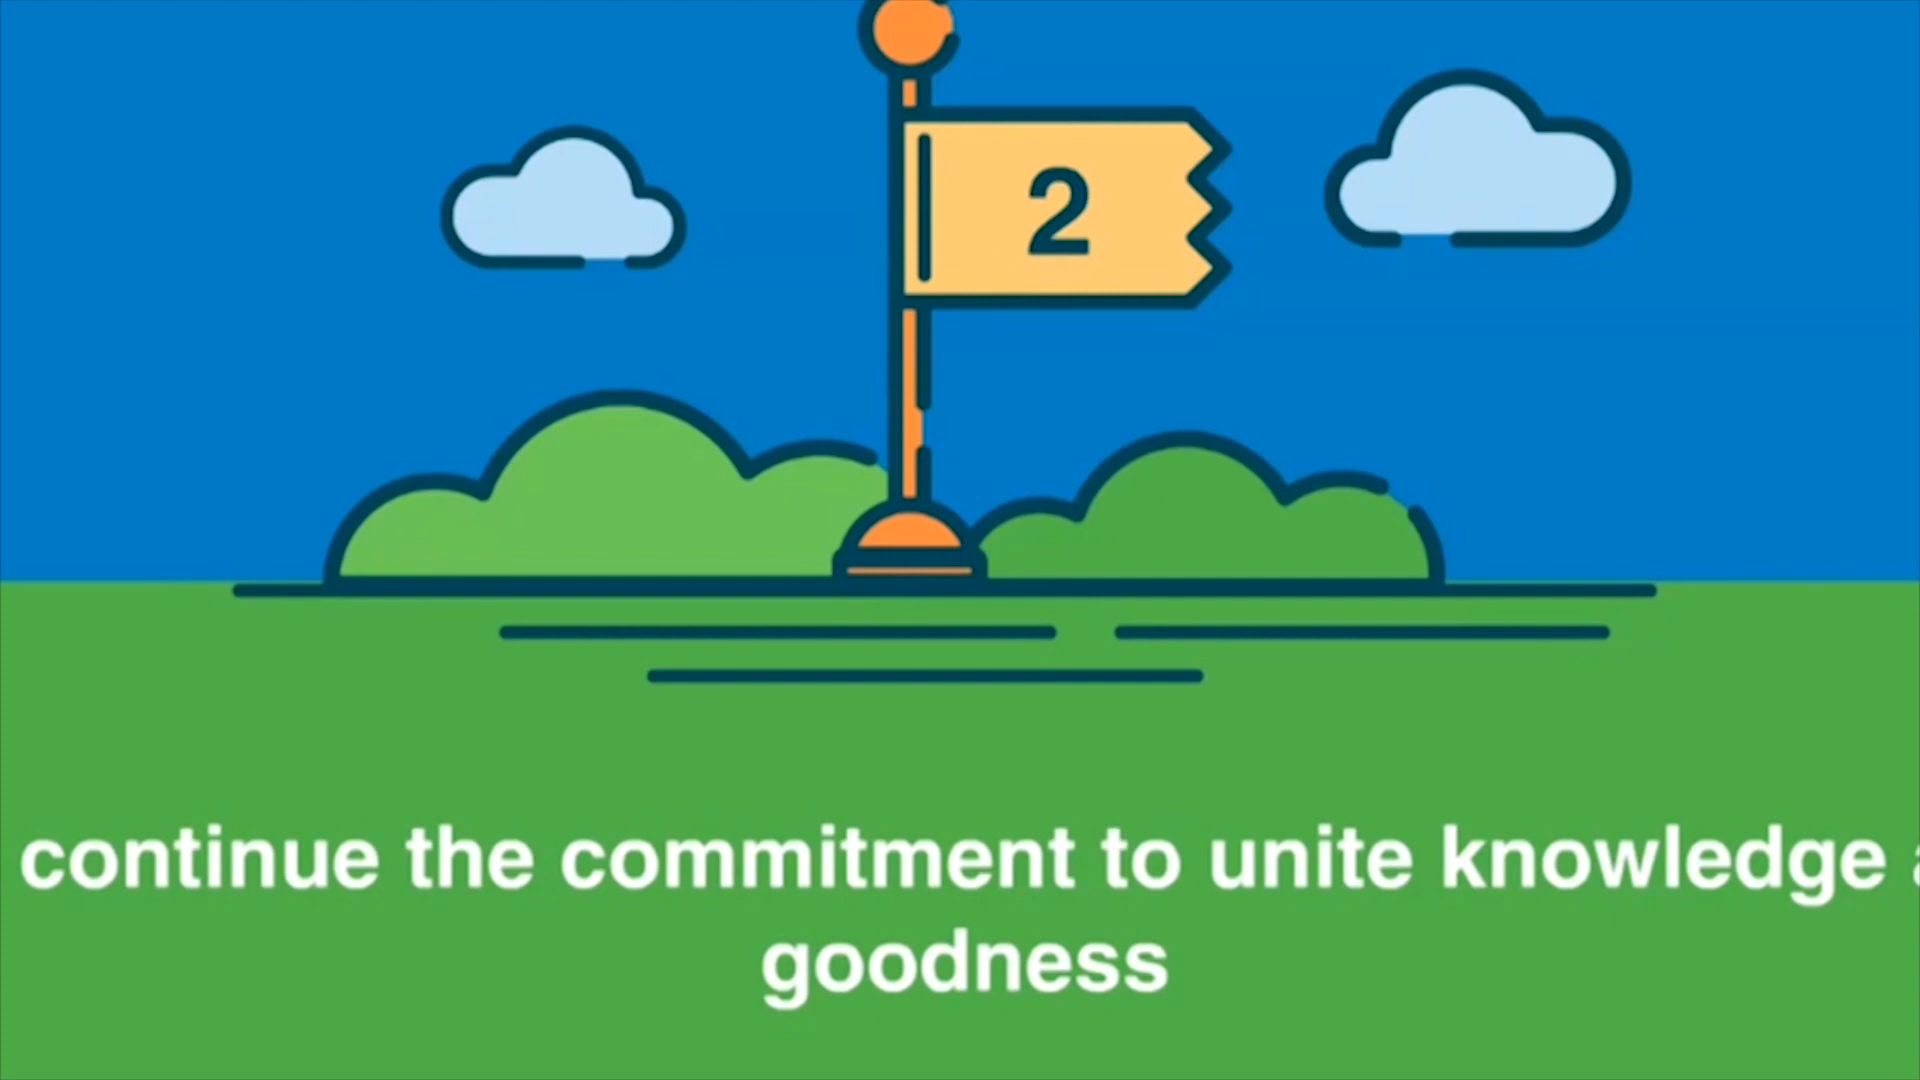 2
continue the commitment to unite knowledge
goodness